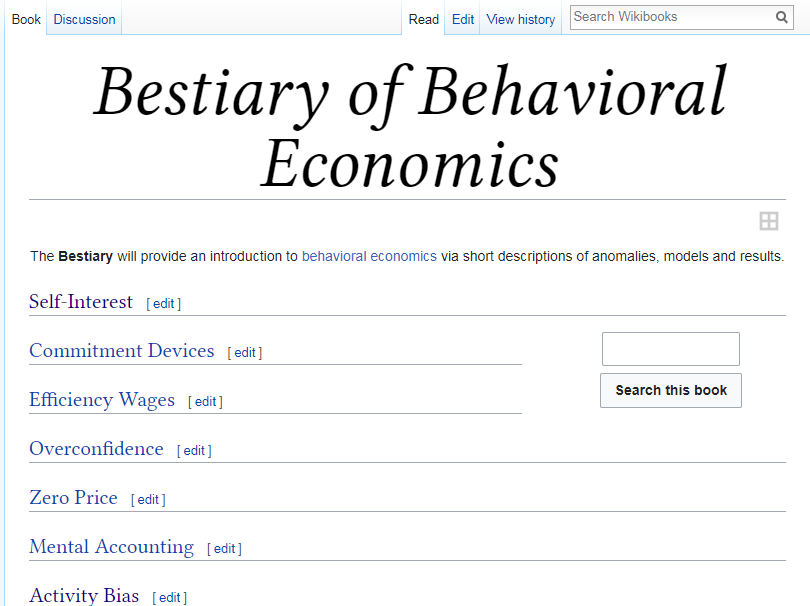 Book Discussion Read Edit View history Search Wikibooks
Bestiary of Behavioral
Economics
The Bestiary will provide an introduction to behavioral economics via short descriptions of anomalies, models and results.
Self-Interest [ edit ]
Commitment Devices [ edit ]
Search this book
Efficiency Wages [ edit ]
Overconfidence [ edit ]
Zero Price [ edit ]
Mental Accounting [ edit ]
Activity Bias [ edit ]